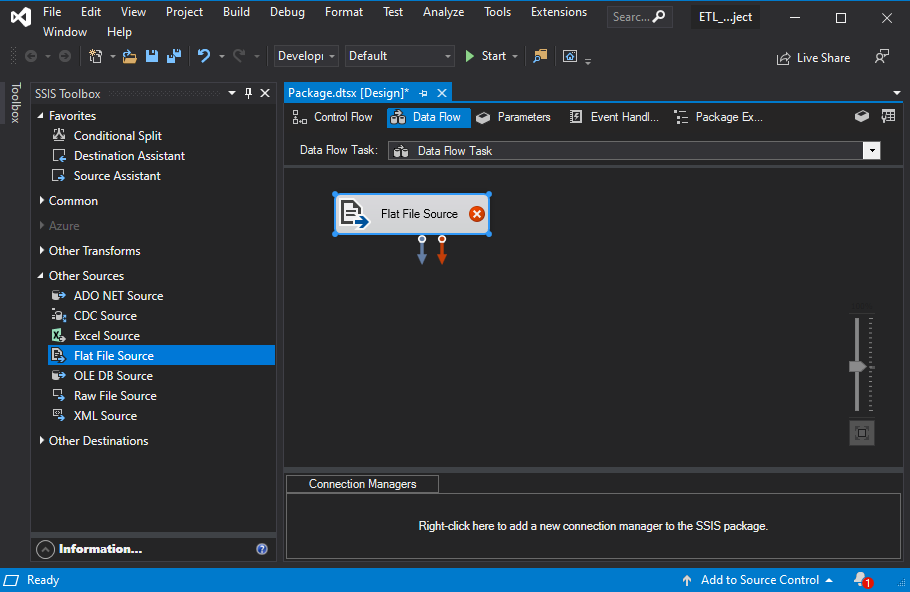 File Edit View Project Build Debug Format Test Analyze Tools Extensions Searc... ETL_...ject
Window Help
Developı Default Start Live Share
Toolbox
SSIS Toolbox
Favorites
Conditional Split
Destination Assistant
Source Assistant
Common
Azure
Other Transforms
Other Sources
ADO NET Source
CDC Source
Excel Source
Flat File Source
OLE DB Source
Raw File Source
XML Source
Other Destinations
Information...
Package.dtsx [Design]*
Control Flow Data Flow Parameters Event Handl... Package Ex...
Data Flow Task: Data Flow Task
Flat File Source
Connection Managers
Right-click here to add a new connection manager to the SSIS package.
Ready Add to Source Control 1